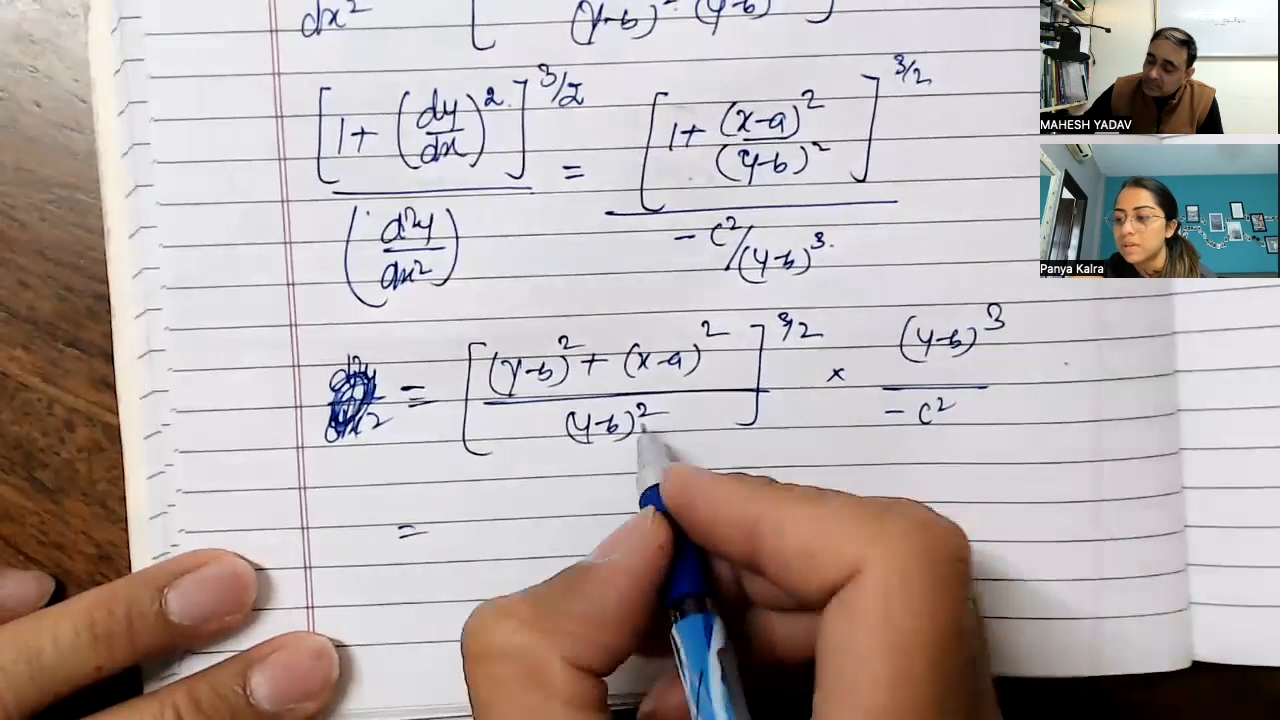 dx² [ (y-b)² (y-b) ]
[1 + (dy/dx)²]^3/2 / (d²y/dx²) = [1 + (x-a)²/(y-b)²]^3/2 / -c²/(y-b)³
= [(y-b)² + (x-a)² / (y-b)²]^3/2 × (y-b)³ / -c²
=
MAHESH YADAV
Panya Kalra